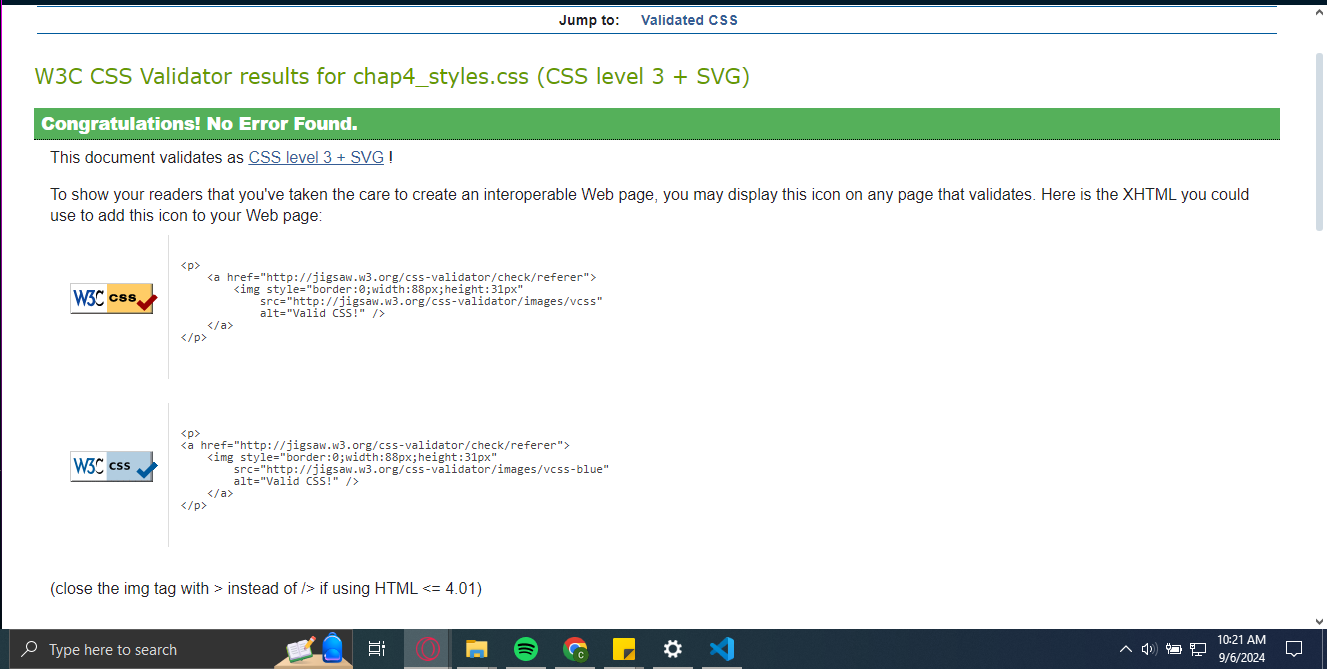 Jump to: Validated CSS
W3C CSS Validator results for chap4_styles.css (CSS level 3 + SVG)
Congratulations! No Error Found.
This document validates as CSS level 3 + SVG !
To show your readers that you've taken the care to create an interoperable Web page, you may display this icon on any page that validates. Here is the XHTML you could
use to add this icon to your Web page:
W3C css
<p>
<a href="http://jigsaw.w3.org/css-validator/check/referer">
<img style="border:0;width:88px;height:31px"
src="http://jigsaw.w3.org/css-validator/images/vcss"
alt="Valid CSS!" />
</a>
</p>
W3C css
<p>
<a href="http://jigsaw.w3.org/css-validator/check/referer">
<img style="border:0;width:88px;height:31px"
src="http://jigsaw.w3.org/css-validator/images/vcss-blue"
alt="Valid CSS!" />
</a>
</p>
(close the img tag with > instead of /> if using HTML <= 4.01)
Type here to search
C
10:21 AM
9/6/2024